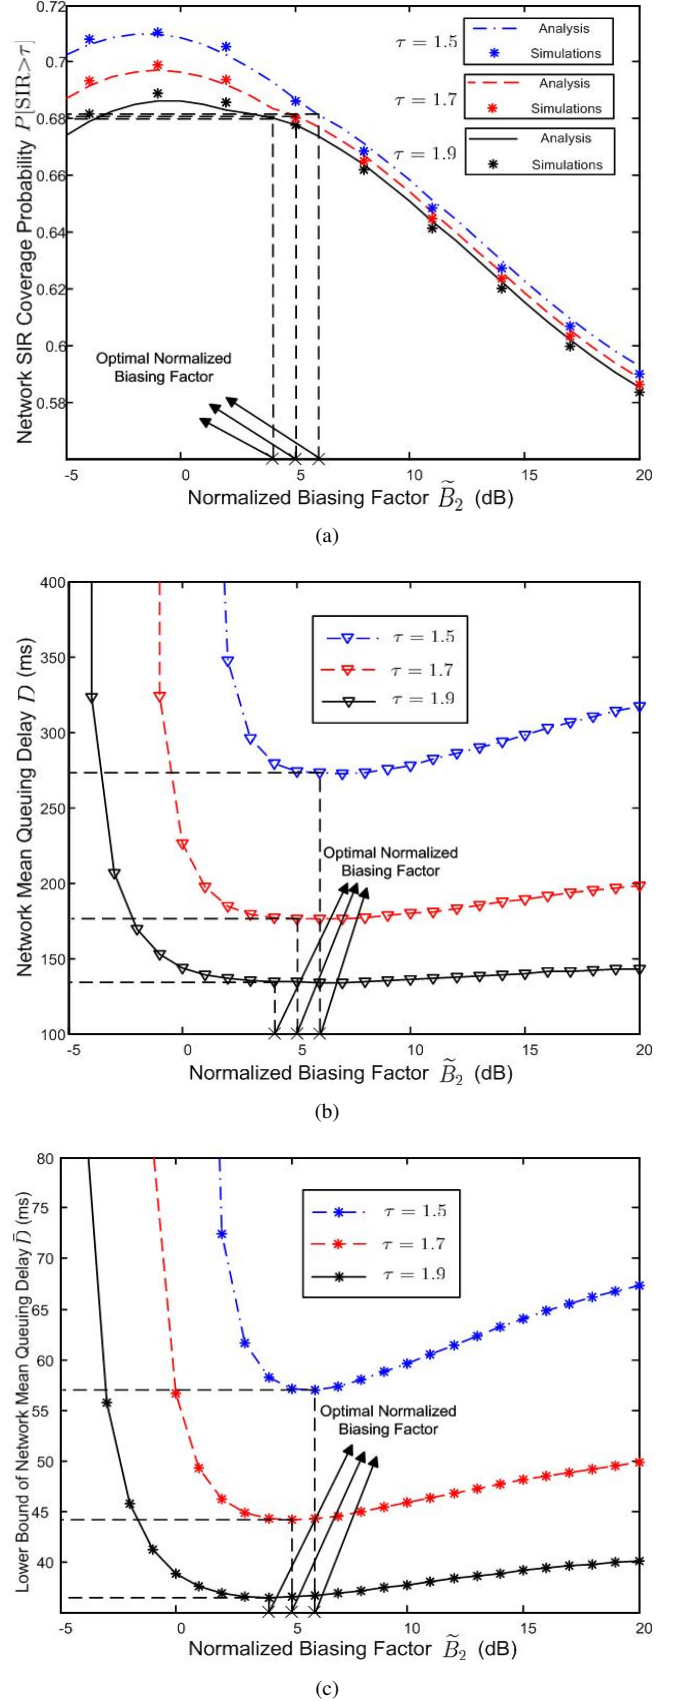 0.72
0.7
0.68
0.66
0.64
0.62
0.6
0.58
Network SIR Coverage Probability P[SIR>τ]
τ = 1.5
Analysis
Simulations
τ = 1.7
Analysis
Simulations
τ = 1.9
Analysis
Simulations
Optimal Normalized
Biasing Factor
-5 0 5 10 15 20
Normalized Biasing Factor B̃₂ (dB)
(a)
400
350
300
250
200
150
100
Network Mean Queuing Delay D (ms)
τ = 1.5
τ = 1.7
τ = 1.9
Optimal Normalized
Biasing Factor
-5 0 5 10 15 20
Normalized Biasing Factor B̃₂ (dB)
(b)
80
75
70
65
60
55
50
45
40
Lower Bound of Network Mean Queuing Delay D̄ (ms)
τ = 1.5
τ = 1.7
τ = 1.9
Optimal Normalized
Biasing Factor
-5 0 5 10 15 20
Normalized Biasing Factor B̃₂ (dB)
(c)